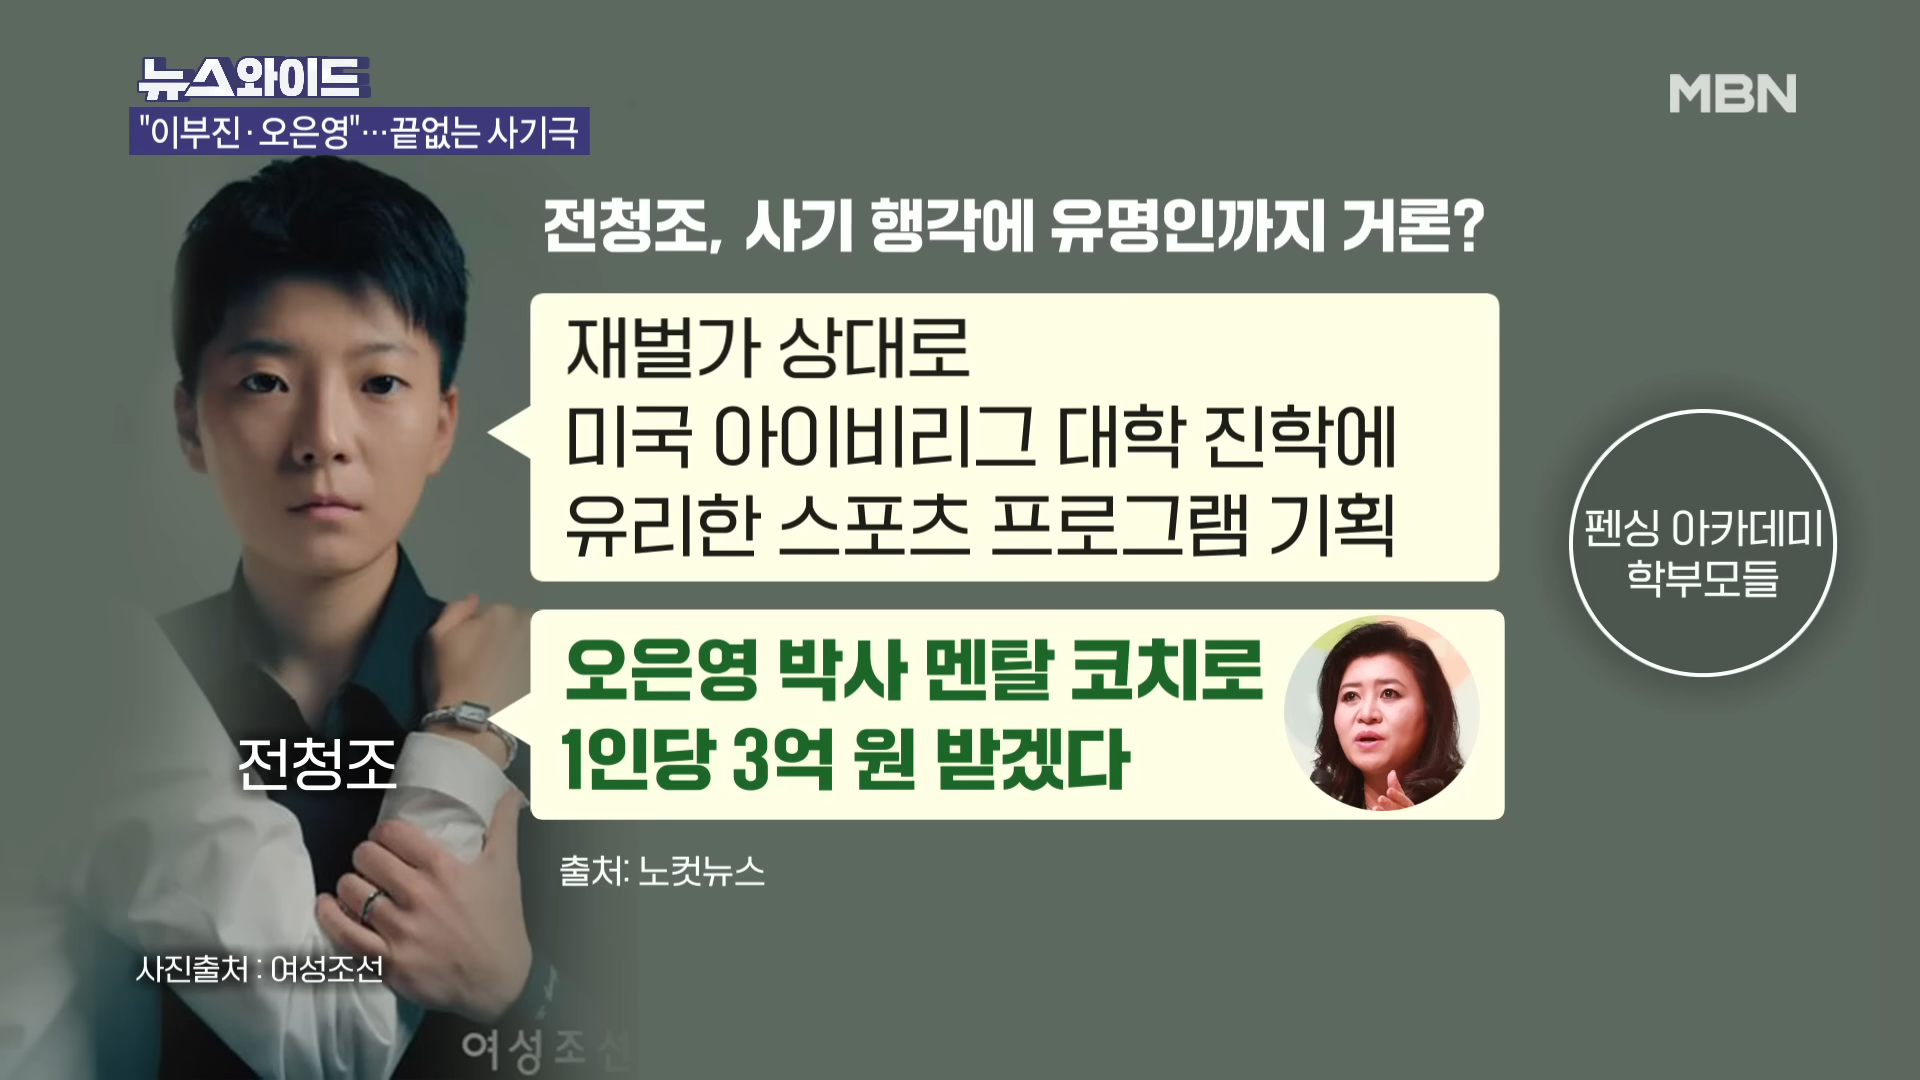 뉴스와이드
MBN
"이부진·오은영"…끝없는 사기극
전청조, 사기 행각에 유명인까지 거론?
재벌가 상대로
미국 아이비리그 대학 진학에
유리한 스포츠 프로그램 기획
펜싱 아카데미
학부모들
오은영 박사 멘탈 코치로
1인당 3억 원 받겠다
전청조
출처: 노컷뉴스
사진출처 : 여성조선
여성조선